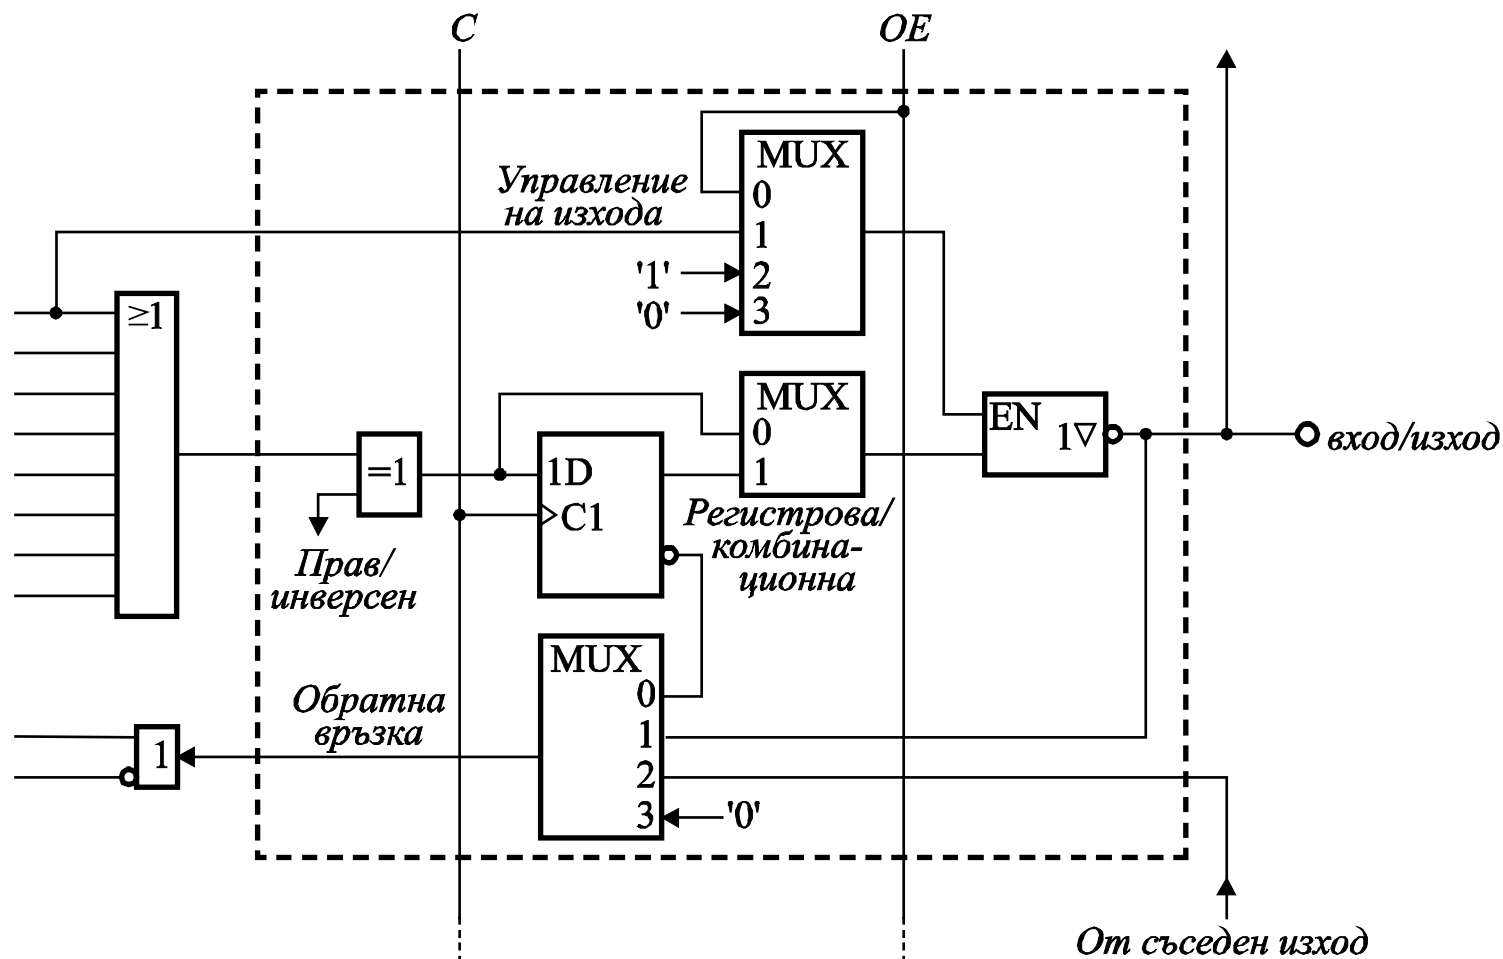 C
OE
MUX
0
1
2
3
Управление
на изхода
'1'
'0'
≥1
MUX
0
1
Регистрова/
комбина-
ционна
EN
1▽
вход/изход
=1
Прав/
инверсен
1D
C1
MUX
0
1
2
3
'0'
Обратна
връзка
1
От съседен изход